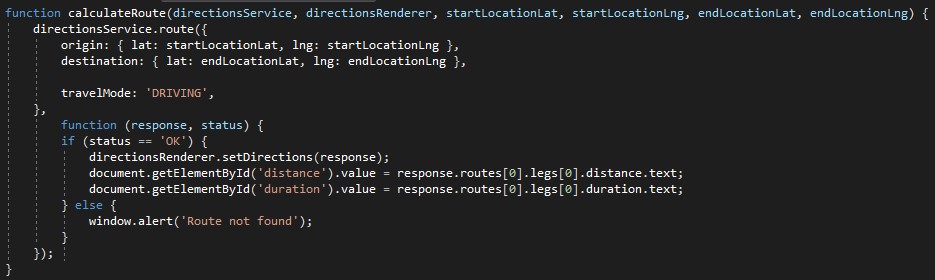 function calculateRoute(directionsService, directionsRenderer, startLocationLat, startLocationLng, endLocationLat, endLocationLng) {
    directionsService.route({
        origin: { lat: startLocationLat, lng: startLocationLng },
        destination: { lat: endLocationLat, lng: endLocationLng },

        travelMode: 'DRIVING',
    },
        function (response, status) {
        if (status == 'OK') {
            directionsRenderer.setDirections(response);
            document.getElementById('distance').value = response.routes[0].legs[0].distance.text;
            document.getElementById('duration').value = response.routes[0].legs[0].duration.text;
        } else {
            window.alert('Route not found');
        }
    });
}